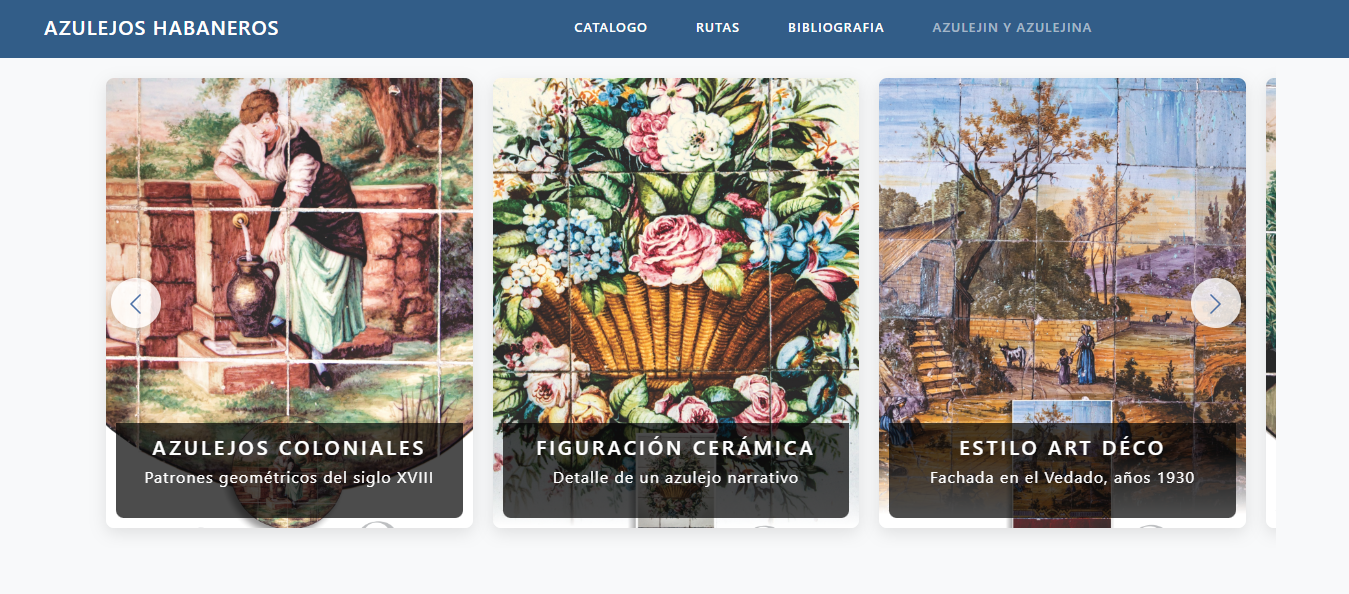 AZULEJOS HABANEROS
CATALOGO RUTAS BIBLIOGRAFIA AZULEJIN Y AZULEJINA
AZULEJOS COLONIALES
Patrones geométricos del siglo XVIII
FIGURACIÓN CERÁMICA
Detalle de un azulejo narrativo
ESTILO ART DÉCO
Fachada en el Vedado, años 1930